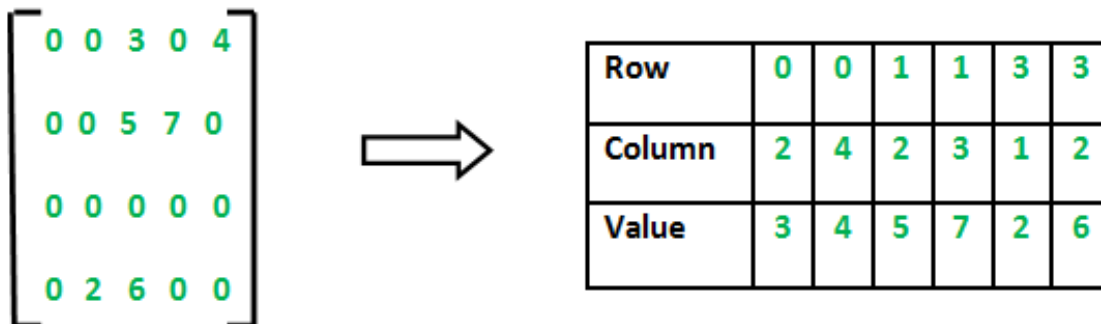 0 0 3 0 4
0 0 5 7 0
0 0 0 0 0
0 2 6 0 0
Row 0 0 1 1 3 3
Column 2 4 2 3 1 2
Value 3 4 5 7 2 6